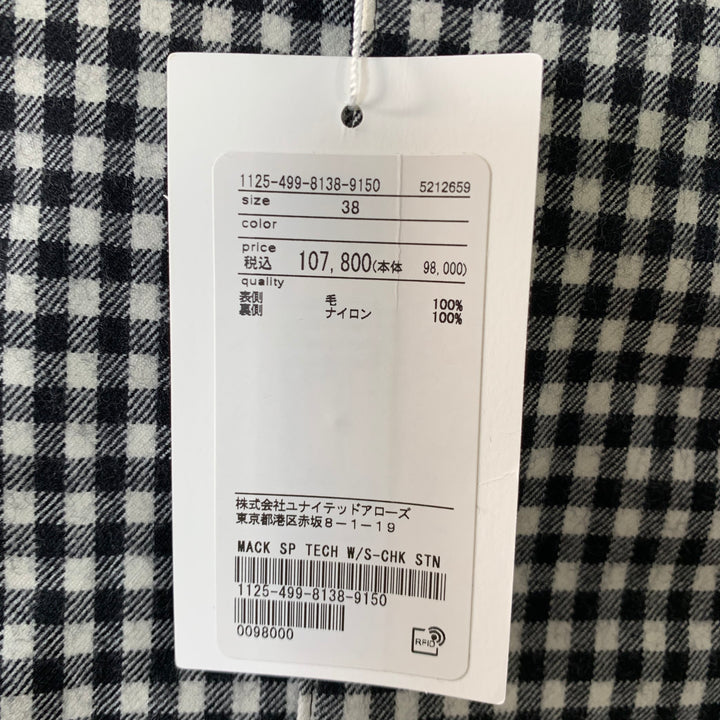 1125-499-8138-9150 5212659
size 38
color
price
税込 107,800(本体 98,000)
quality
表側 毛 100%
裏側 ナイロン 100%
株式会社ユナイテッドアローズ
東京都港区赤坂8-1-19
MACK SP TECH W/S-CHK STN
1125-499-8138-9150
0098000
RFID